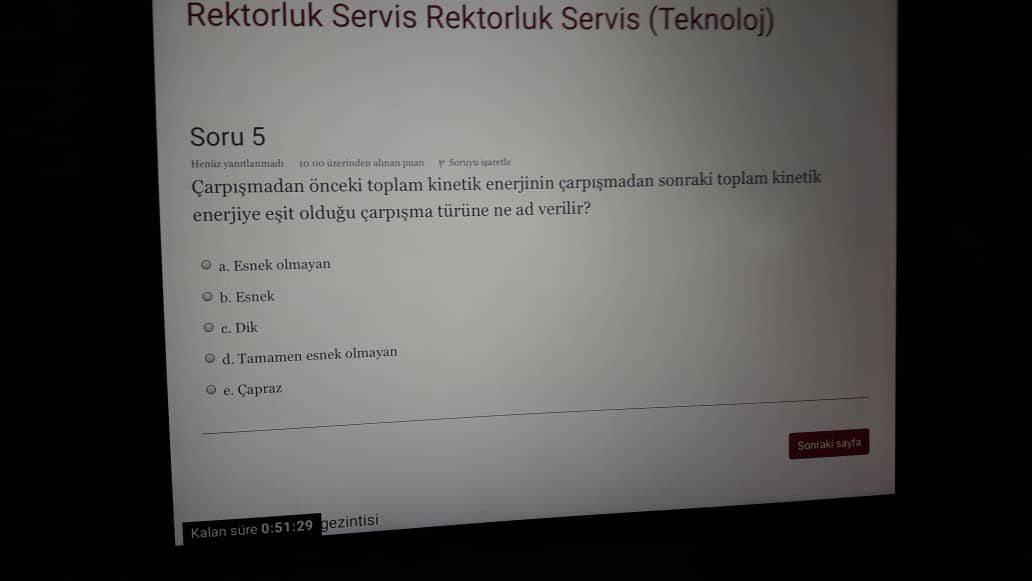 Rektorluk Servis Rektorluk Servis (Teknoloj)
Soru 5
Henüz yanıtlanmadı 10.00 üzerinden alınan puan Soruyu işaretle
Çarpışmadan önceki toplam kinetik enerjinin çarpışmadan sonraki toplam kinetik
enerjiye eşit olduğu çarpışma türüne ne ad verilir?
a. Esnek olmayan
b. Esnek
c. Dik
d. Tamamen esnek olmayan
e. Çapraz
Sonraki sayfa
Kalan süre 0:51:29 gezintisi